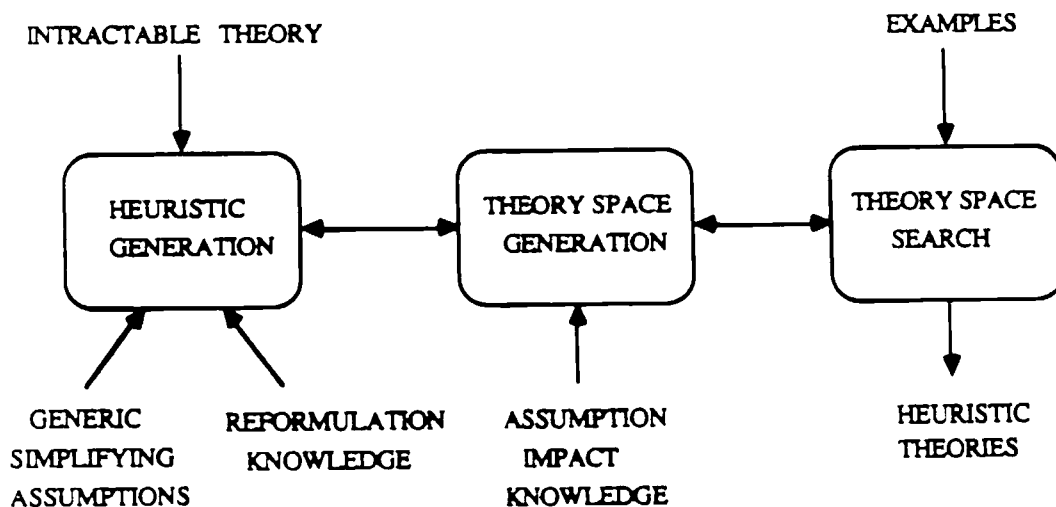 INTRACTABLE THEORY
EXAMPLES
HEURISTIC
GENERATION
THEORY SPACE
GENERATION
THEORY SPACE
SEARCH
GENERIC
SIMPLIFYING
ASSUMPTIONS
REFORMULATION
KNOWLEDGE
ASSUMPTION
IMPACT
KNOWLEDGE
HEURISTIC
THEORIES